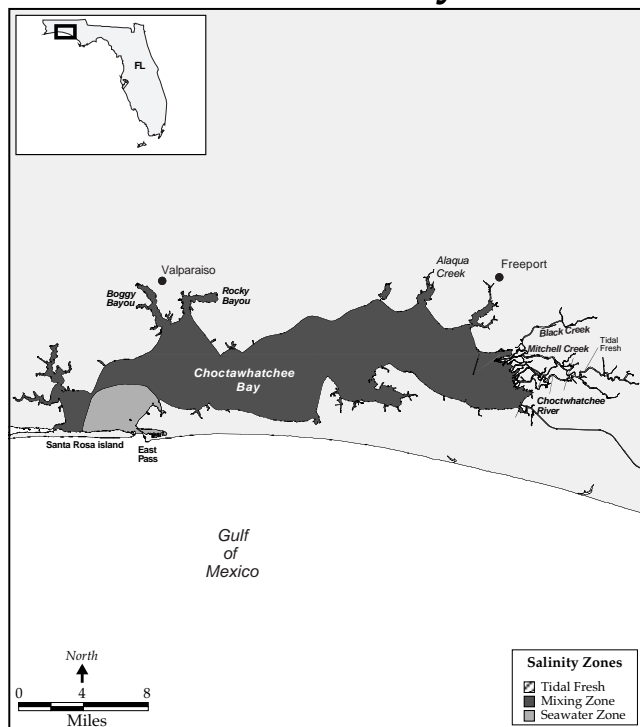 FL
Valparaiso
Boggy
Bayou
Rocky
Bayou
Alaqua
Creek
Freeport
Black Creek
Mitchell Creek
Tidal
Fresh
Choctawhatchee
Bay
Choctwhatchee
River
Santa Rosa island
East
Pass
Gulf
of
Mexico
North
0 4 8
Miles
Salinity Zones
Tidal Fresh
Mixing Zone
Seawater Zone